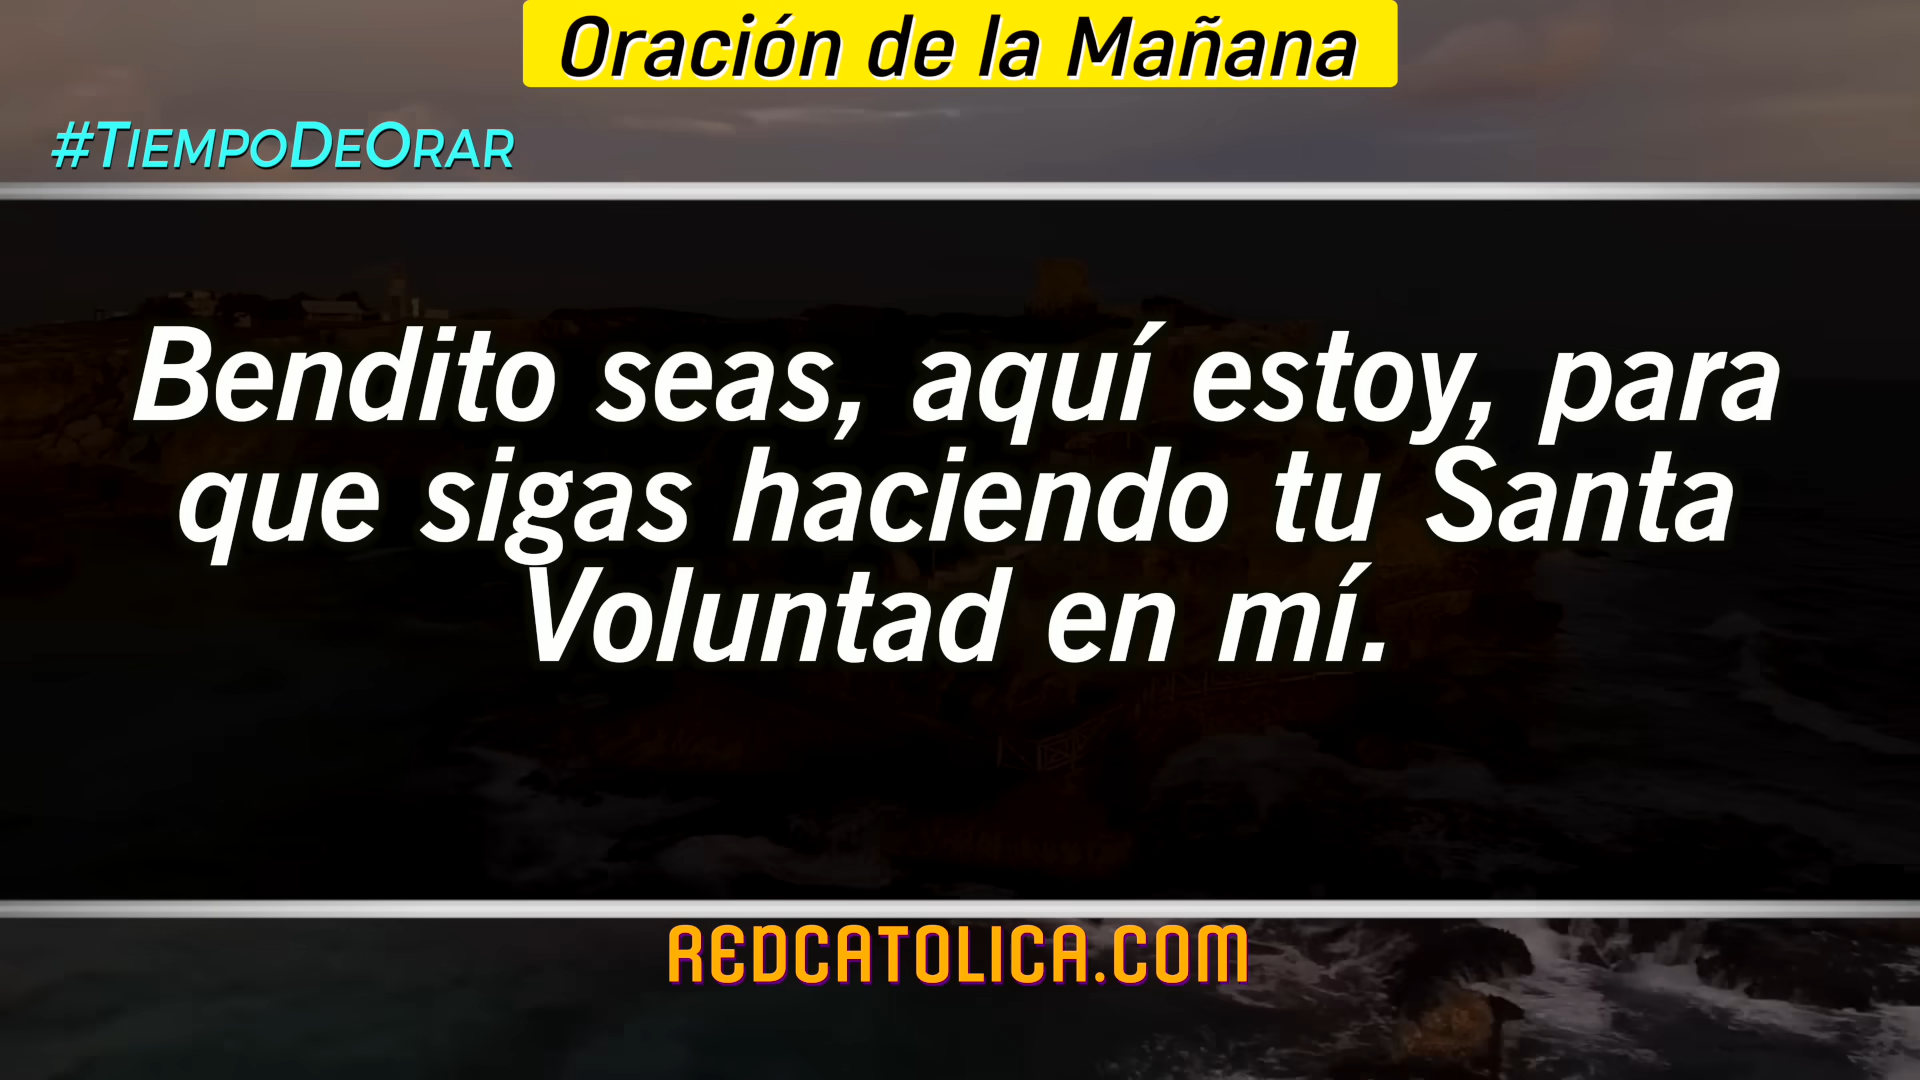 Oración de la Mañana
#TiempoDeOrar
Bendito seas, aquí estoy, para
que sigas haciendo tu Santa
Voluntad en mí.
REDCATOLICA.COM